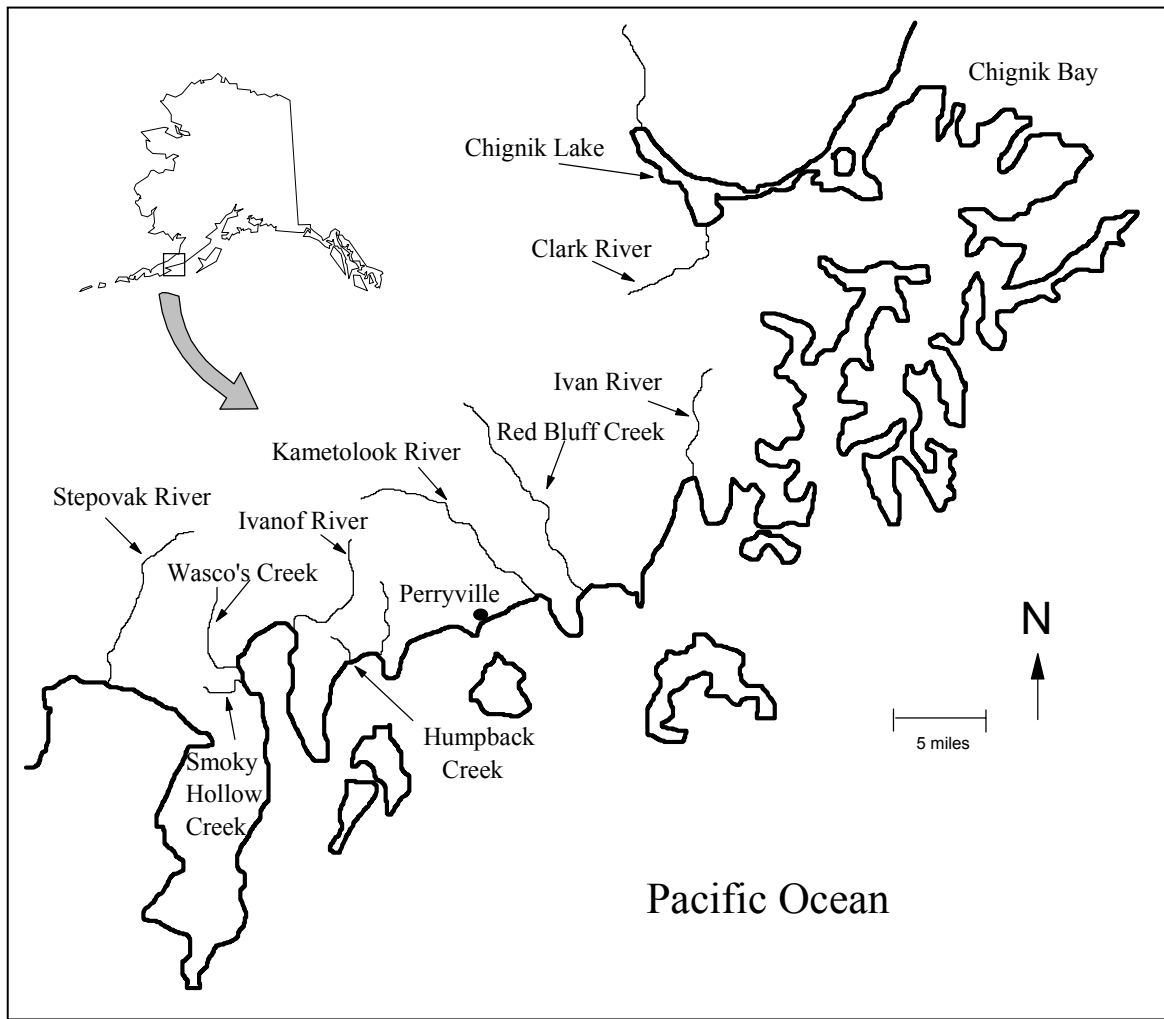 Chignik Bay
Chignik Lake
Clark River
Ivan River
Red Bluff Creek
Kametolook River
Stepovak River
Ivanof River
Wasco's Creek
Perryville
N
5 miles
Humpback
Creek
Smoky
Hollow
Creek
Pacific Ocean